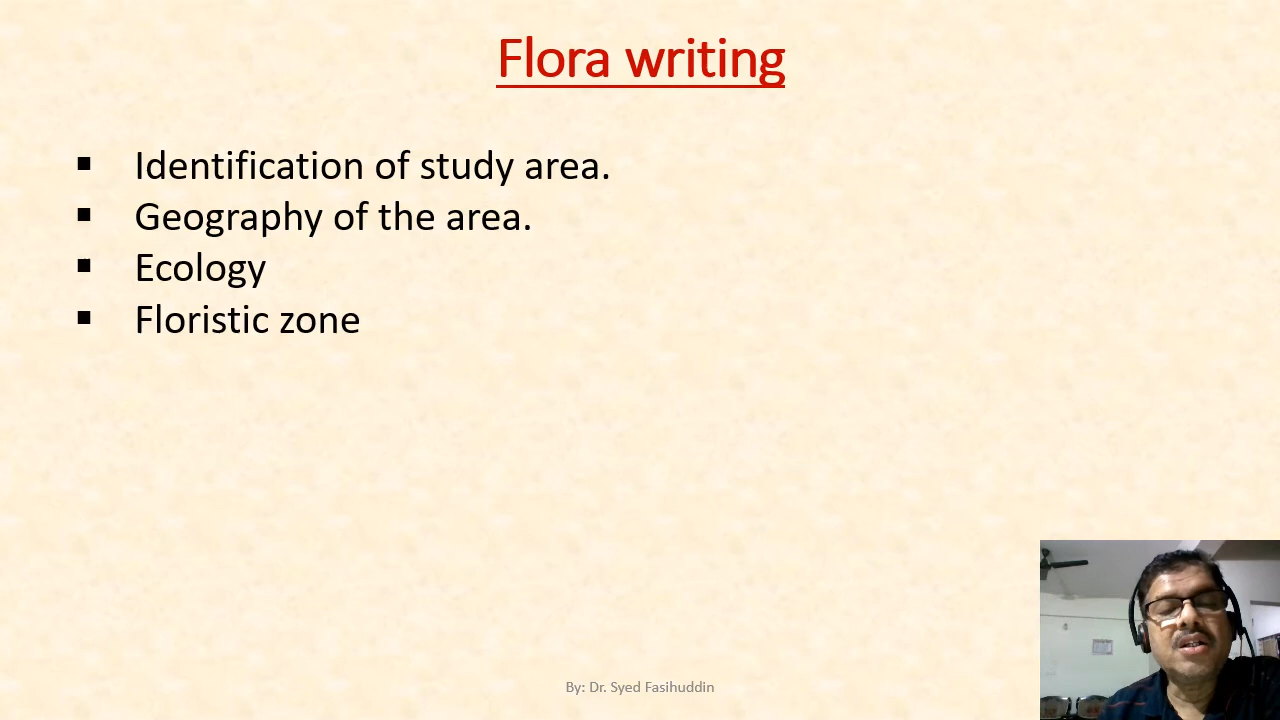 Flora writing
▪ Identification of study area.
▪ Geography of the area.
▪ Ecology
▪ Floristic zone
By: Dr. Syed Fasihuddin